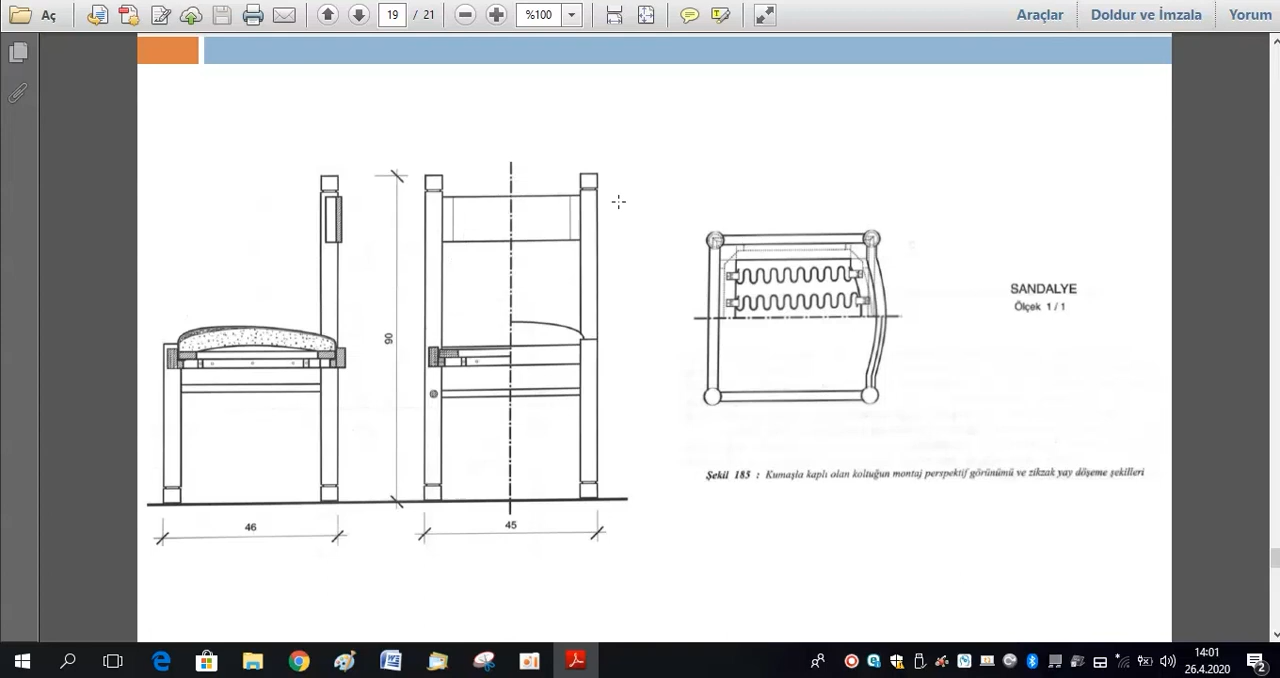 Aç
19 / 21
%100
Araçlar
Doldur ve İmzala
Yorum
90
46
45
SANDALYE
Ölçek 1 / 1
Şekil 185 : Kumaşla kaplı olan koltuğun montaj perspektif görünümü ve zikzak yay döşeme şekilleri
14:01
26.4.2020
2